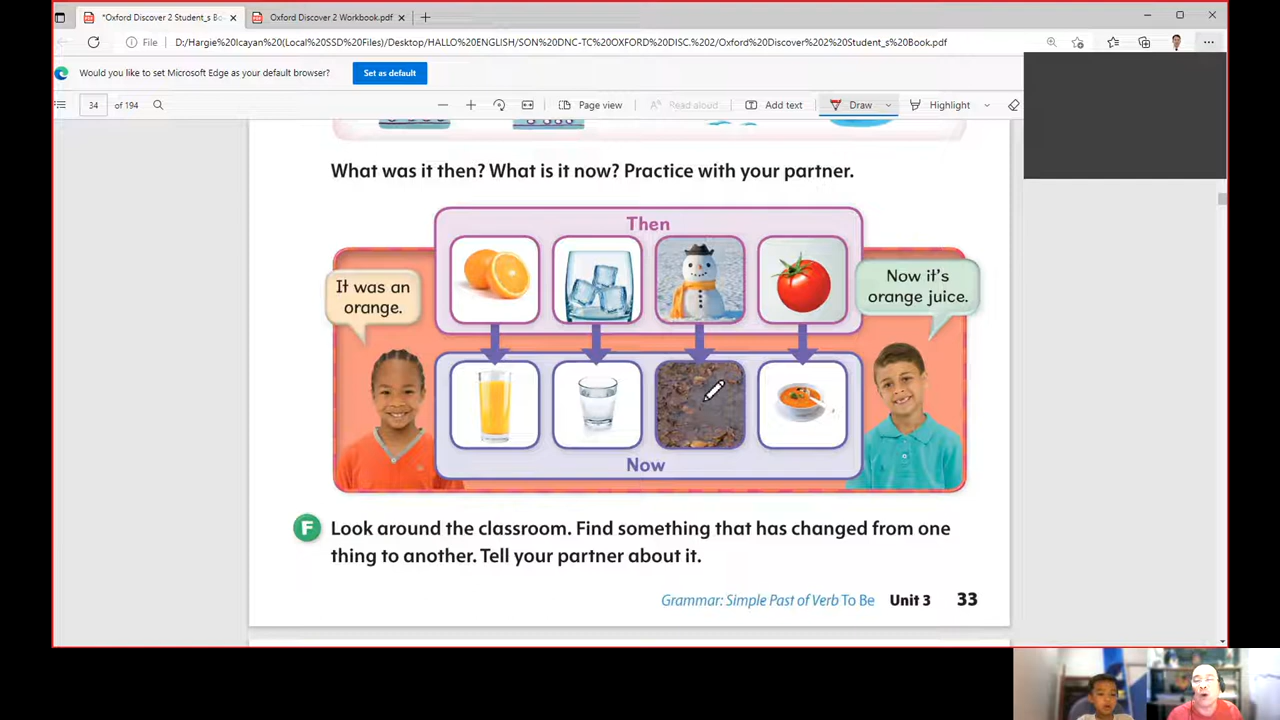 *Oxford Discover 2 Student_s Bo
Oxford Discover 2 Workbook.pdf
File
D:/Hargie%20Icayan%20(Local%20SSD%20Files)/Desktop/HALLO%20ENGLISH/SON%20DNC-TC%20OXFORD%20DISC.%202/Oxford%20Discover%202%20Student_s%20Book.pdf
Would you like to set Microsoft Edge as your default browser?
Set as default
34
of 194
Page view
Read aloud
Add text
Draw
Highlight
What was it then? What is it now? Practice with your partner.
Then
It was an
orange.
Now it's
orange juice.
Now
F
Look around the classroom. Find something that has changed from one
thing to another. Tell your partner about it.
Grammar: Simple Past of Verb To Be Unit 3 33